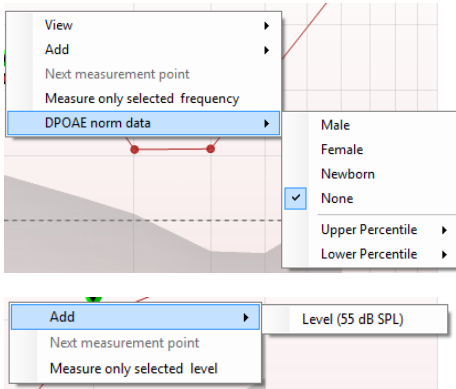 View
Add
Next measurement point
Measure only selected frequency
DPOAE norm data
Male
Female
Newborn
None
Upper Percentile
Lower Percentile
Add
Level (55 dB SPL)
Next measurement point
Measure only selected level